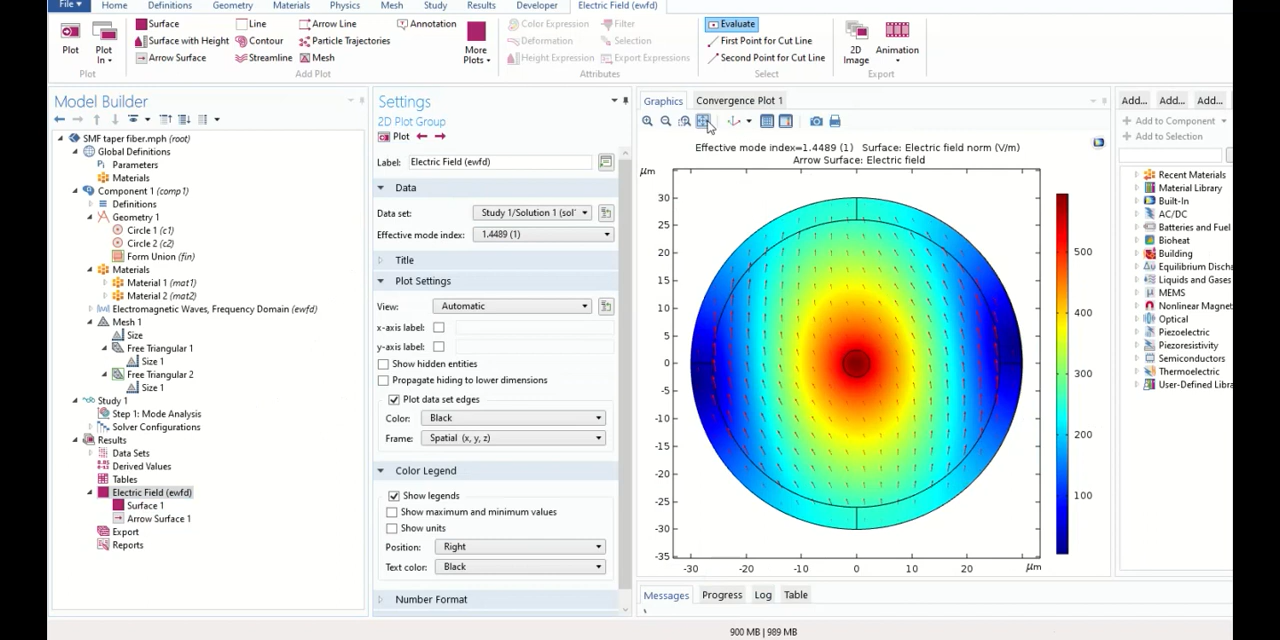 File Home Definitions Geometry Materials Physics Mesh Study Results Developer Electric Field (ewfd)
Surface Line Arrow Line Annotation Color Expression Filter Evaluate
Surface with Height Contour Particle Trajectories Deformation Selection First Point for Cut Line
Arrow Surface Streamline Mesh Height Expression Export Expressions Second Point for Cut Line
Plot Plot In More Plots 2D Image Animation
Plot Add Plot Attributes Select Export
Model Builder
SMF taper fiber.mph (root)
Global Definitions
Parameters
Materials
Component 1 (comp1)
Definitions
Geometry 1
Circle 1 (c1)
Circle 2 (c2)
Form Union (fin)
Materials
Material 1 (mat1)
Material 2 (mat2)
Electromagnetic Waves, Frequency Domain (ewfd)
Mesh 1
Size
Free Triangular 1
Size 1
Free Triangular 2
Size 1
Study 1
Step 1: Mode Analysis
Solver Configurations
Results
Data Sets
Derived Values
Tables
Electric Field (ewfd)
Surface 1
Arrow Surface 1
Export
Reports
Settings
2D Plot Group
Plot
Label: Electric Field (ewfd)
Data
Data set: Study 1/Solution 1 (sol
Effective mode index: 1.4489 (1)
Title
Plot Settings
View: Automatic
x-axis label:
y-axis label:
Show hidden entities
Propagate hiding to lower dimensions
Plot data set edges
Color: Black
Frame: Spatial (x, y, z)
Color Legend
Show legends
Show maximum and minimum values
Show units
Position: Right
Text color: Black
Number Format
Graphics Convergence Plot 1
Effective mode index=1.4489 (1) Surface: Electric field norm (V/m)
Arrow Surface: Electric field
µm
30
25
20
15
10
5
0
-5
-10
-15
-20
-25
-30
-35
-30 -20 -10 0 10 20 µm
500
400
300
200
100
Messages Progress Log Table
Add... Add... Add...
Add to Component
Add to Selection
Recent Materials
Material Library
Built-In
AC/DC
Batteries and Fuel
Bioheat
Building
Equilibrium Discha
Liquids and Gases
MEMS
Nonlinear Magnet
Optical
Piezoelectric
Piezoresistivity
Semiconductors
Thermoelectric
User-Defined Libra
900 MB | 989 MB